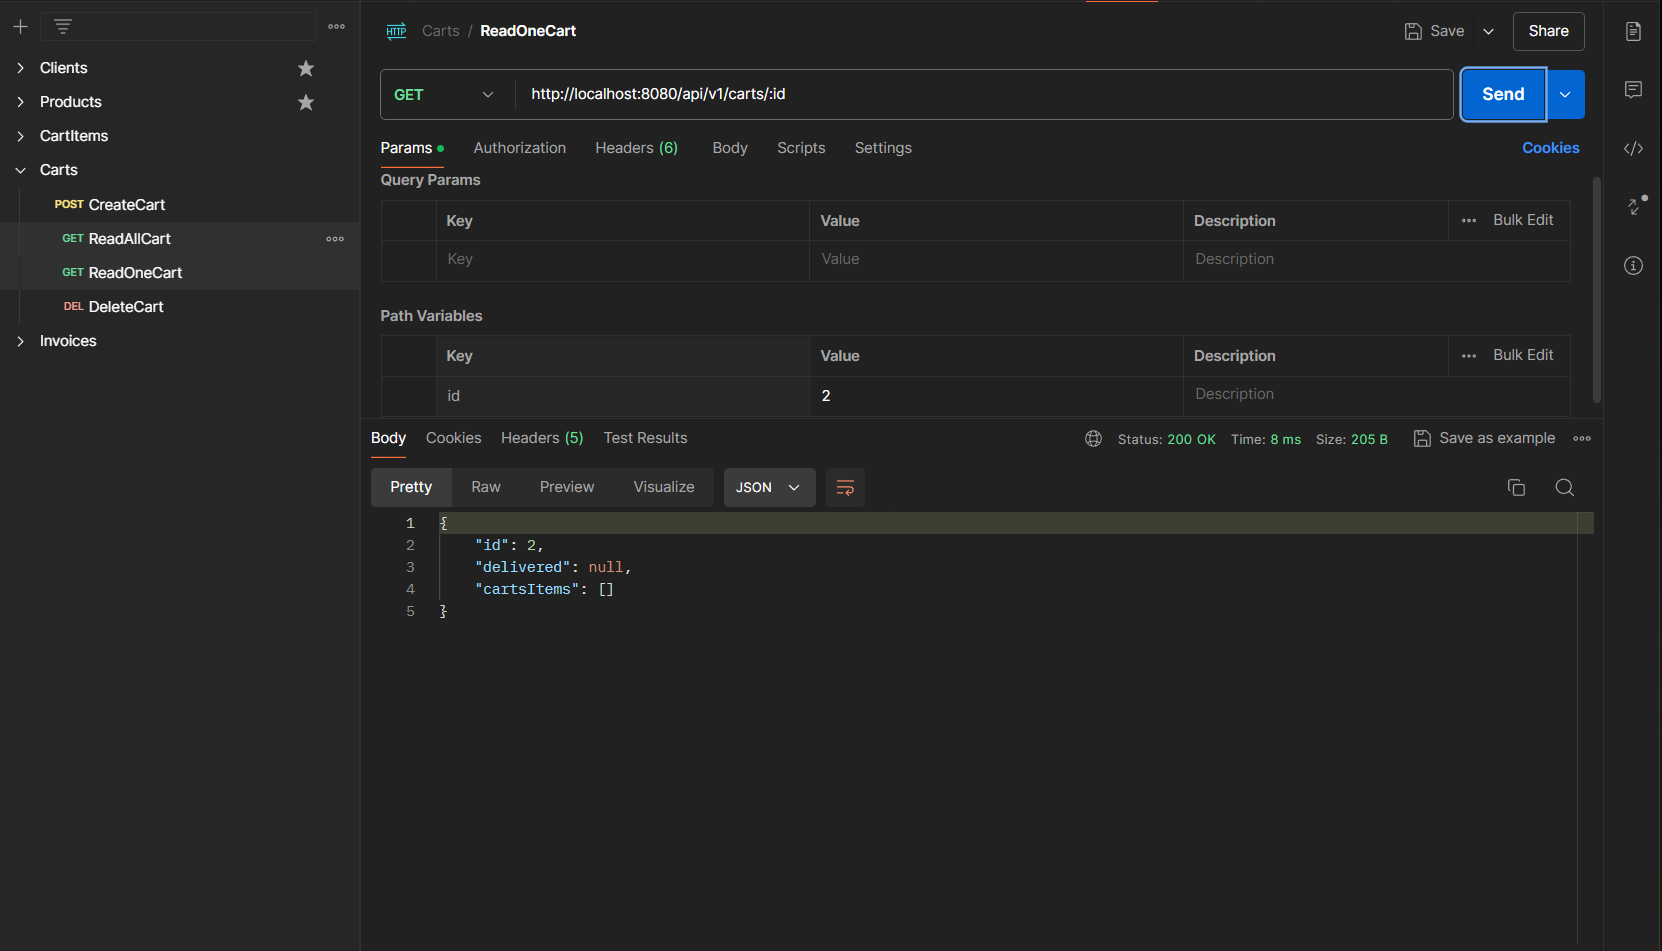 Clients
Products
CartItems
Carts
POST CreateCart
GET ReadAllCart
GET ReadOneCart
DEL DeleteCart
Invoices
HTTP Carts / ReadOneCart
Save
Share
GET http://localhost:8080/api/v1/carts/:id
Send
Params Authorization Headers (6) Body Scripts Settings Cookies
Query Params
Key Value Description Bulk Edit
Key Value Description
Path Variables
Key Value Description Bulk Edit
id 2 Description
Body Cookies Headers (5) Test Results Status: 200 OK Time: 8 ms Size: 205 B Save as example
Pretty Raw Preview Visualize JSON
1 {
2 "id": 2,
3 "delivered": null,
4 "cartsItems": []
5 }